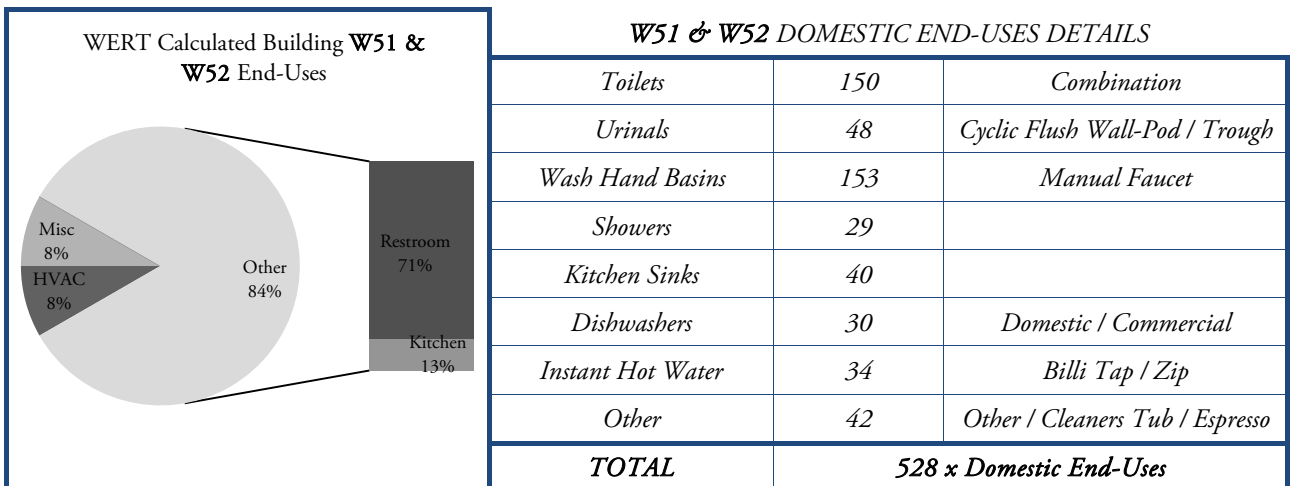 WERT Calculated Building W51 &
W52 End-Uses
Misc
8%
HVAC
8%
Other
84%
Restroom
71%
Kitchen
13%
W51 & W52 DOMESTIC END-USES DETAILS
Toilets 150 Combination
Urinals 48 Cyclic Flush Wall-Pod / Trough
Wash Hand Basins 153 Manual Faucet
Showers 29
Kitchen Sinks 40
Dishwashers 30 Domestic / Commercial
Instant Hot Water 34 Billi Tap / Zip
Other 42 Other / Cleaners Tub / Espresso
TOTAL 528 x Domestic End-Uses